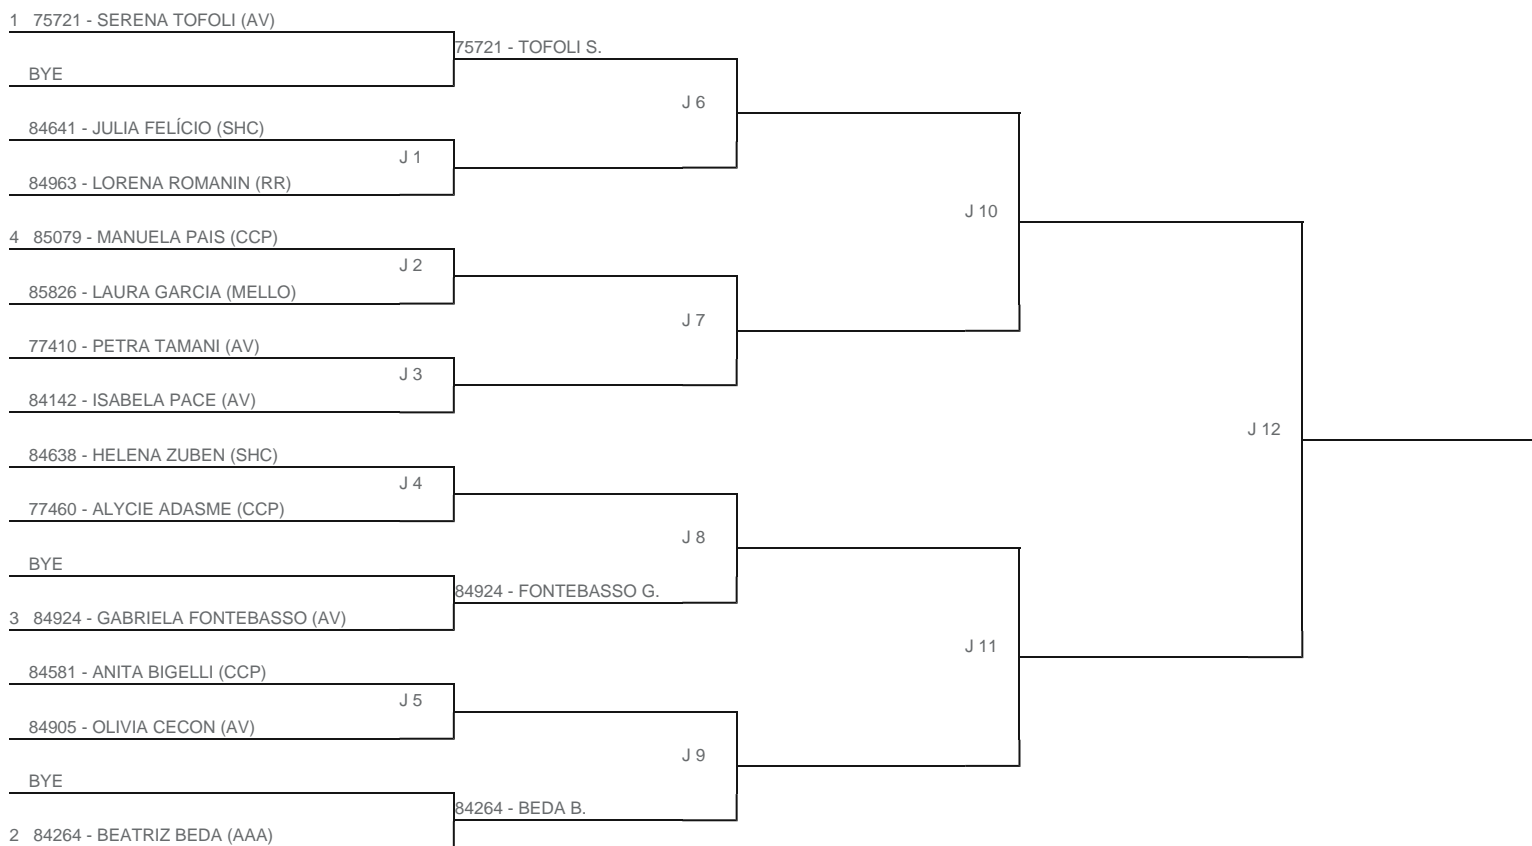 1 75721 - SERENA TOFOLI (AV)
75721 - TOFOLI S.
BYE
J 6
84641 - JULIA FELÍCIO (SHC)
J 1
84963 - LORENA ROMANIN (RR)
J 10
4 85079 - MANUELA PAIS (CCP)
J 2
85826 - LAURA GARCIA (MELLO)
J 7
77410 - PETRA TAMANI (AV)
J 3
84142 - ISABELA PACE (AV)
J 12
84638 - HELENA ZUBEN (SHC)
J 4
77460 - ALYCIE ADASME (CCP)
J 8
BYE
84924 - FONTEBASSO G.
3 84924 - GABRIELA FONTEBASSO (AV)
J 11
84581 - ANITA BIGELLI (CCP)
J 5
84905 - OLIVIA CECON (AV)
J 9
BYE
84264 - BEDA B.
2 84264 - BEATRIZ BEDA (AAA)